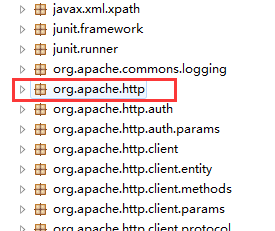 javax.xml.xpath
junit.framework
junit.runner
org.apache.commons.logging
org.apache.http
org.apache.http.auth
org.apache.http.auth.params
org.apache.http.client
org.apache.http.client.entity
org.apache.http.client.methods
org.apache.http.client.params
org.apache.http.client.protocol